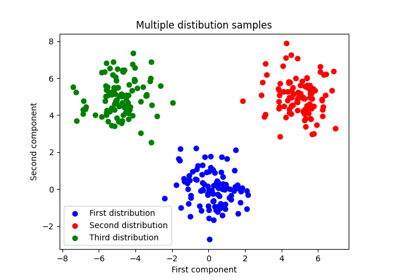 Multiple distibution samples
Second component
8
6
4
2
0
−2
First distribution
Second distribution
Third distribution
−8
−6
−4
−2
0
2
4
6
First component